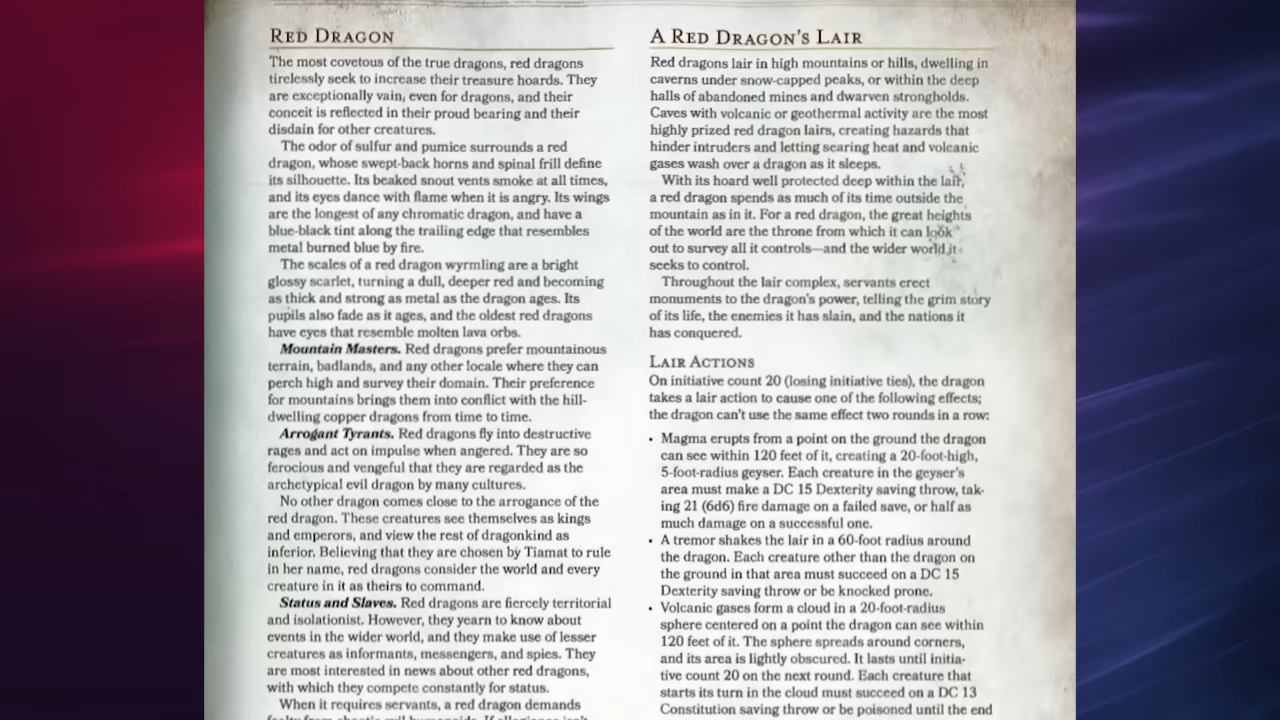 RED DRAGON
The most covetous of the true dragons, red dragons
tirelessly seek to increase their treasure hoards. They
are exceptionally vain, even for dragons, and their
conceit is reflected in their proud bearing and their
disdain for other creatures.
The odor of sulfur and pumice surrounds a red
dragon, whose swept-back horns and spinal frill define
its silhouette. Its beaked snout vents smoke at all times,
and its eyes dance with flame when it is angry. Its wings
are the longest of any chromatic dragon, and have a
blue-black tint along the trailing edge that resembles
metal burned blue by fire.
The scales of a red dragon wyrmling are a bright
glossy scarlet, turning a dull, deeper red and becoming
as thick and strong as metal as the dragon ages. Its
pupils also fade as it ages, and the oldest red dragons
have eyes that resemble molten lava orbs.
Mountain Masters. Red dragons prefer mountainous
terrain, badlands, and any other locale where they can
perch high and survey their domain. Their preference
for mountains brings them into conflict with the hill-
dwelling copper dragons from time to time.
Arrogant Tyrants. Red dragons fly into destructive
rages and act on impulse when angered. They are so
ferocious and vengeful that they are regarded as the
archetypical evil dragon by many cultures.
No other dragon comes close to the arrogance of the
red dragon. These creatures see themselves as kings
and emperors, and view the rest of dragonkind as
inferior. Believing that they are chosen by Tiamat to rule
in her name, red dragons consider the world and every
creature in it as theirs to command.
Status and Slaves. Red dragons are fiercely territorial
and isolationist. However, they yearn to know about
events in the wider world, and they make use of lesser
creatures as informants, messengers, and spies. They
are most interested in news about other red dragons,
with which they compete constantly for status.
When it requires servants, a red dragon demands
A RED DRAGON'S LAIR
Red dragons lair in high mountains or hills, dwelling in
caverns under snow-capped peaks, or within the deep
halls of abandoned mines and dwarven strongholds.
Caves with volcanic or geothermal activity are the most
highly prized red dragon lairs, creating hazards that
hinder intruders and letting searing heat and volcanic
gases wash over a dragon as it sleeps.
With its hoard well protected deep within the lair,
a red dragon spends as much of its time outside the
mountain as in it. For a red dragon, the great heights
of the world are the throne from which it can look
out to survey all it controls—and the wider world it
seeks to control.
Throughout the lair complex, servants erect
monuments to the dragon's power, telling the grim story
of its life, the enemies it has slain, and the nations it
has conquered.
LAIR ACTIONS
On initiative count 20 (losing initiative ties), the dragon
takes a lair action to cause one of the following effects;
the dragon can't use the same effect two rounds in a row:
• Magma erupts from a point on the ground the dragon
can see within 120 feet of it, creating a 20-foot-high,
5-foot-radius geyser. Each creature in the geyser's
area must make a DC 15 Dexterity saving throw, tak-
ing 21 (6d6) fire damage on a failed save, or half as
much damage on a successful one.
• A tremor shakes the lair in a 60-foot radius around
the dragon. Each creature other than the dragon on
the ground in that area must succeed on a DC 15
Dexterity saving throw or be knocked prone.
• Volcanic gases form a cloud in a 20-foot-radius
sphere centered on a point the dragon can see within
120 feet of it. The sphere spreads around corners,
and its area is lightly obscured. It lasts until initia-
tive count 20 on the next round. Each creature that
starts its turn in the cloud must succeed on a DC 13
Constitution saving throw or be poisoned until the end